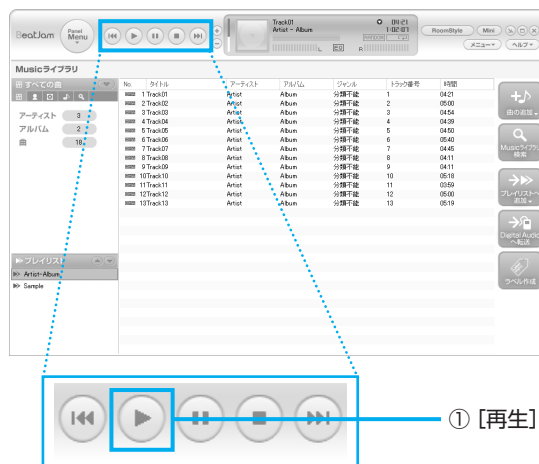 BeatJam
Panel
Menu
Track01
Artist - Album
04:21
1:02:07
RANDOM
L
EQ
R
RoomStyle
Mini
メニュー
ヘルプ
Musicライブラリ
すべての曲
アーティスト 3
アルバム 2
曲 18
No. タイトル アーティスト アルバム ジャンル トラック番号 時間
1 Track01 Artist Album 分類不能 1 04:21
2 Track02 Artist Album 分類不能 2 05:00
3 Track03 Artist Album 分類不能 3 04:54
4 Track04 Artist Album 分類不能 4 04:39
5 Track05 Artist Album 分類不能 5 04:50
6 Track06 Artist Album 分類不能 6 05:40
7 Track07 Artist Album 分類不能 7 04:45
8 Track08 Artist Album 分類不能 8 04:11
9 Track09 Artist Album 分類不能 9 04:11
10 Track10 Artist Album 分類不能 10 05:18
11 Track11 Artist Album 分類不能 11 03:59
12 Track12 Artist Album 分類不能 12 05:00
13 Track13 Artist Album 分類不能 13 05:19
曲の追加
Musicライブラリ
検索
プレイリストへ
追加
Digital Audio
へ転送
ラベル作成
プレイリスト
Artist-Album
Sample
① [再生]